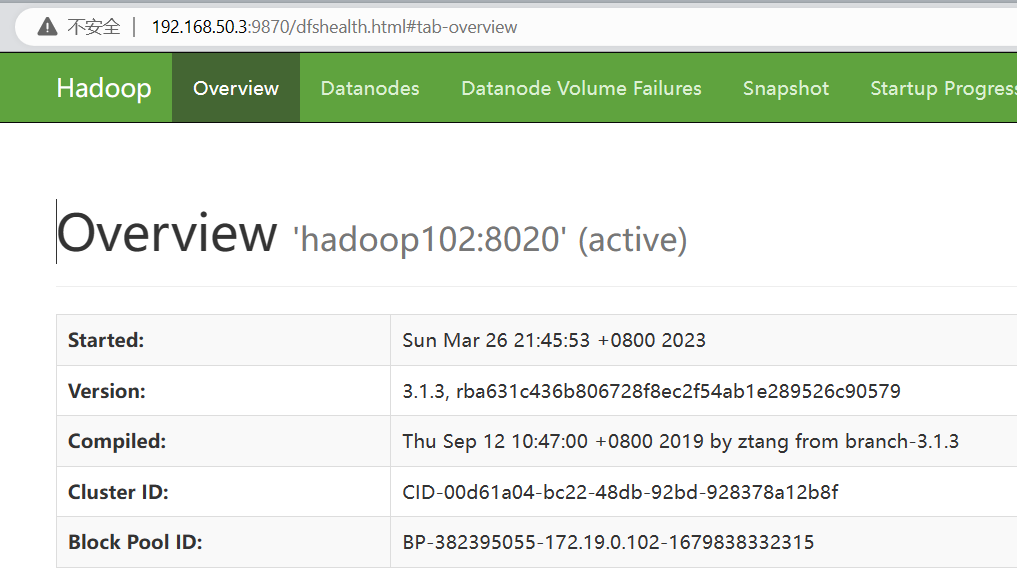 不安全 | 192.168.50.3:9870/dfshealth.html#tab-overview
Hadoop Overview Datanodes Datanode Volume Failures Snapshot Startup Progress
Overview 'hadoop102:8020' (active)
Started: Sun Mar 26 21:45:53 +0800 2023
Version: 3.1.3, rba631c436b806728f8ec2f54ab1e289526c90579
Compiled: Thu Sep 12 10:47:00 +0800 2019 by ztang from branch-3.1.3
Cluster ID: CID-00d61a04-bc22-48db-92bd-928378a12b8f
Block Pool ID: BP-382395055-172.19.0.102-1679838332315